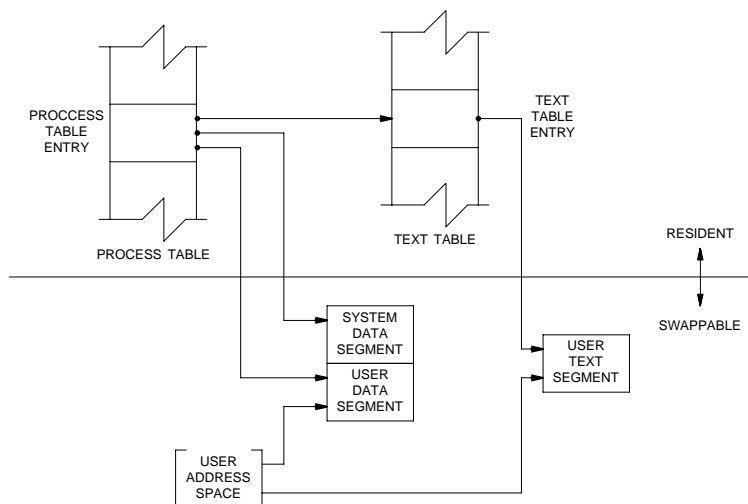 PROCCESS
TABLE
ENTRY
TEXT
TABLE
ENTRY
PROCESS TABLE
TEXT TABLE
RESIDENT
SWAPPABLE
SYSTEM
DATA
SEGMENT
USER
DATA
SEGMENT
USER
TEXT
SEGMENT
USER
ADDRESS
SPACE